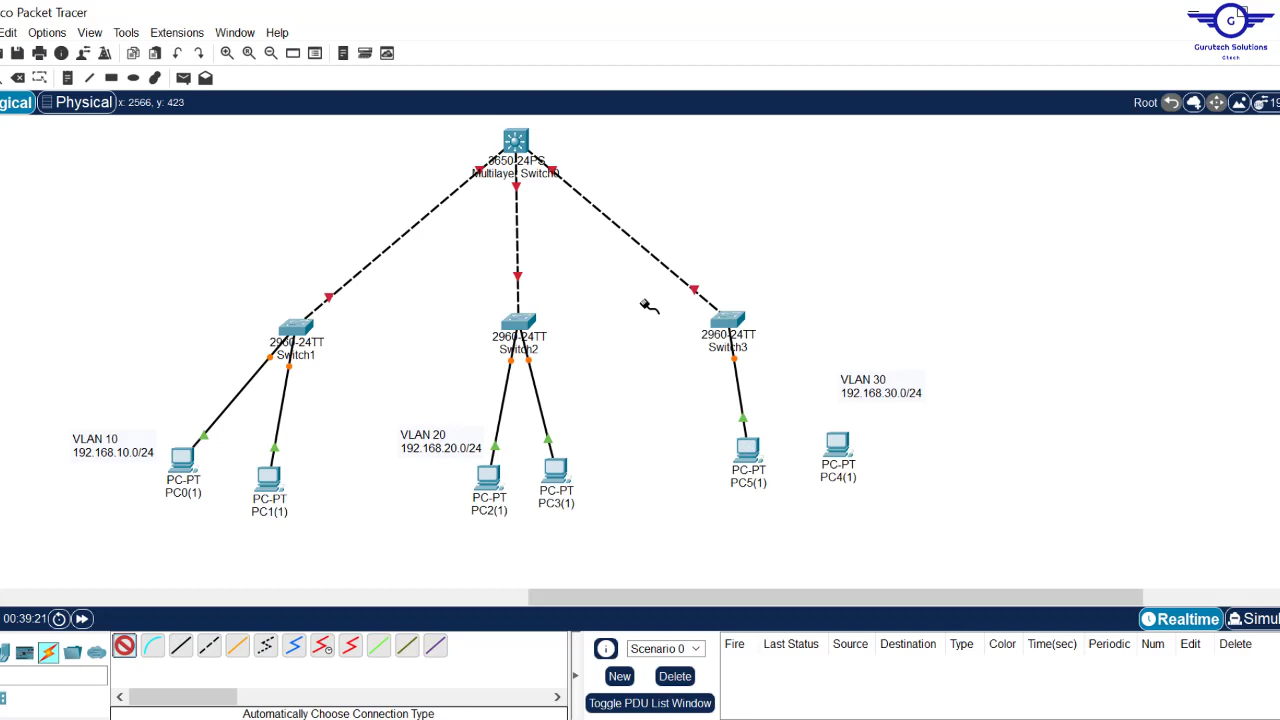 co Packet Tracer
Edit Options View Tools Extensions Window Help
G
Gurutech Solutions
Gtech
gical Physical x: 2566, y: 423
Root
19
3650-24PS
Multilayer Switch0
2960-24TT
Switch1
2960-24TT
Switch2
2960-24TT
Switch3
VLAN 30
192.168.30.0/24
VLAN 10
192.168.10.0/24
VLAN 20
192.168.20.0/24
PC-PT
PC0(1)
PC-PT
PC1(1)
PC-PT
PC2(1)
PC-PT
PC3(1)
PC-PT
PC5(1)
PC-PT
PC4(1)
00:39:21
Realtime
Simul
Scenario 0
New
Delete
Toggle PDU List Window
Fire Last Status Source Destination Type Color Time(sec) Periodic Num Edit Delete
Automatically Choose Connection Type